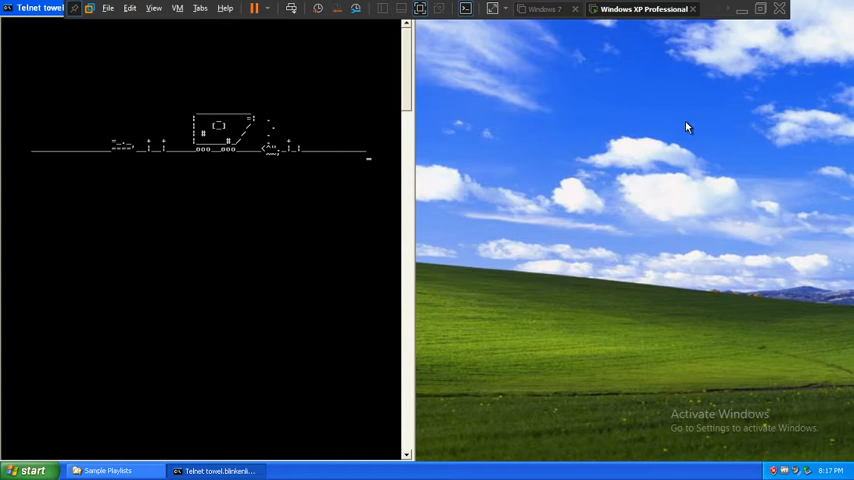 Telnet towel
File Edit View VM Tabs Help
Windows 7
Windows XP Professional
Activate Windows
Go to Settings to activate Windows.
start
Sample Playlists
Telnet towel.blinkenli...
8:17 PM